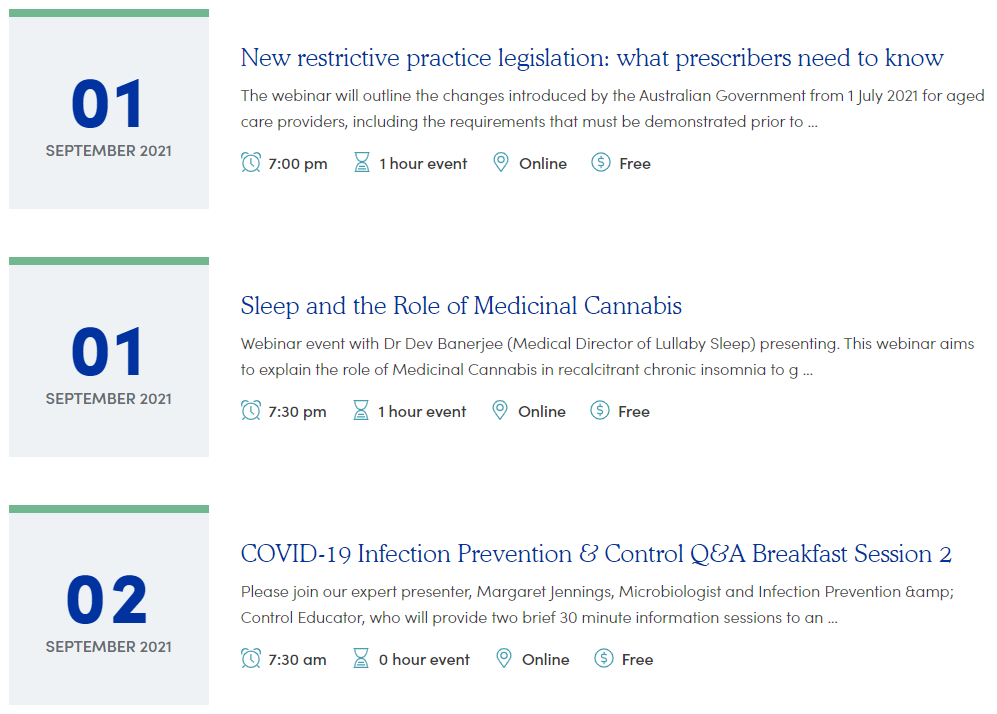 01
SEPTEMBER 2021
New restrictive practice legislation: what prescribers need to know
The webinar will outline the changes introduced by the Australian Government from 1 July 2021 for aged
care providers, including the requirements that must be demonstrated prior to ...
7:00 pm 1 hour event Online Free
01
SEPTEMBER 2021
Sleep and the Role of Medicinal Cannabis
Webinar event with Dr Dev Banerjee (Medical Director of Lullaby Sleep) presenting. This webinar aims
to explain the role of Medicinal Cannabis in recalcitrant chronic insomnia to g ...
7:30 pm 1 hour event Online Free
02
SEPTEMBER 2021
COVID-19 Infection Prevention & Control Q&A Breakfast Session 2
Please join our expert presenter, Margaret Jennings, Microbiologist and Infection Prevention &amp;
Control Educator, who will provide two brief 30 minute information sessions to an ...
7:30 am 0 hour event Online Free